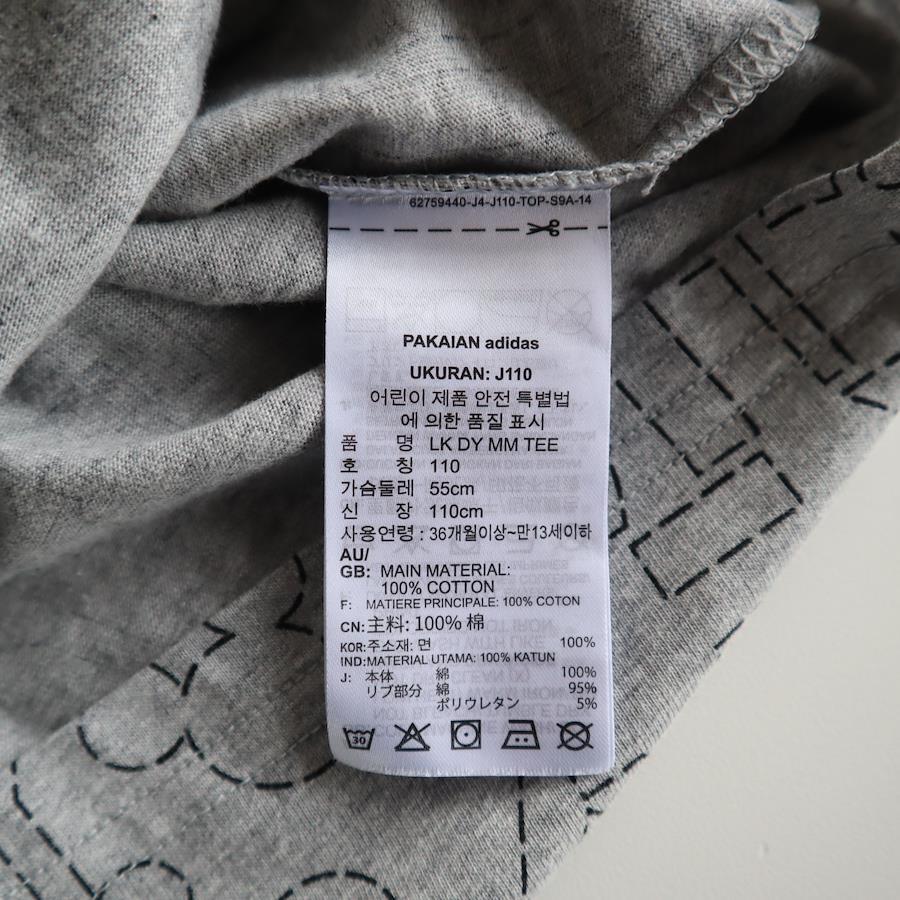 62759440-J4-J110-TOP-S9A-14
PAKAIAN adidas
UKURAN: J110
어린이 제품 안전 특별법
에 의한 품질 표시
품 명 LK DY MM TEE
호 칭 110
가슴둘레 55cm
신 장 110cm
사용연령 : 36개월이상~만13세이하
AU/
GB: MAIN MATERIAL:
100% COTTON
F: MATIERE PRINCIPALE: 100% COTON
CN: 主料: 100% 棉
KOR: 주소재: 면 100%
IND: MATERIAL UTAMA: 100% KATUN
J: 本体 綿 100%
リブ部分 綿 95%
ポリウレタン 5%
30